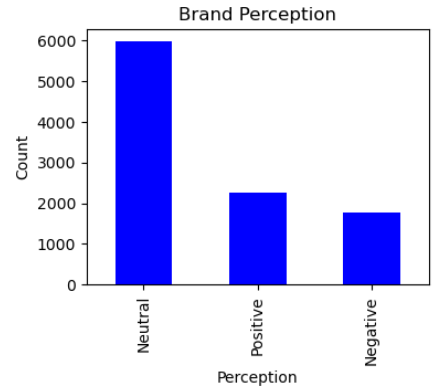 Brand Perception
6000
5000
4000
3000
2000
1000
0
Count
Neutral
Positive
Negative
Perception